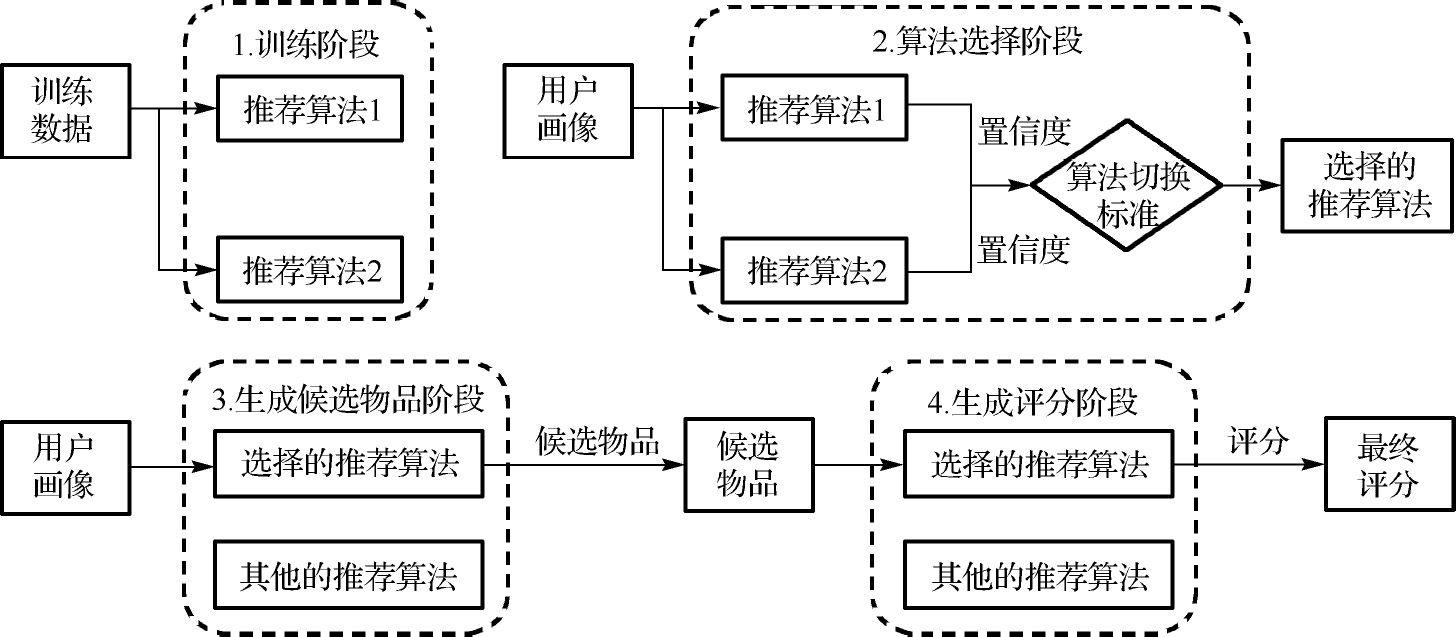 1.训练阶段
训练
数据
推荐算法1
推荐算法2
2.算法选择阶段
用户
画像
推荐算法1
置信度
算法切换
标准
选择的
推荐算法
置信度
推荐算法2
3.生成候选物品阶段
用户
画像
选择的推荐算法
候选物品
候选
物品
其他的推荐算法
4.生成评分阶段
选择的推荐算法
评分
最终
评分
其他的推荐算法